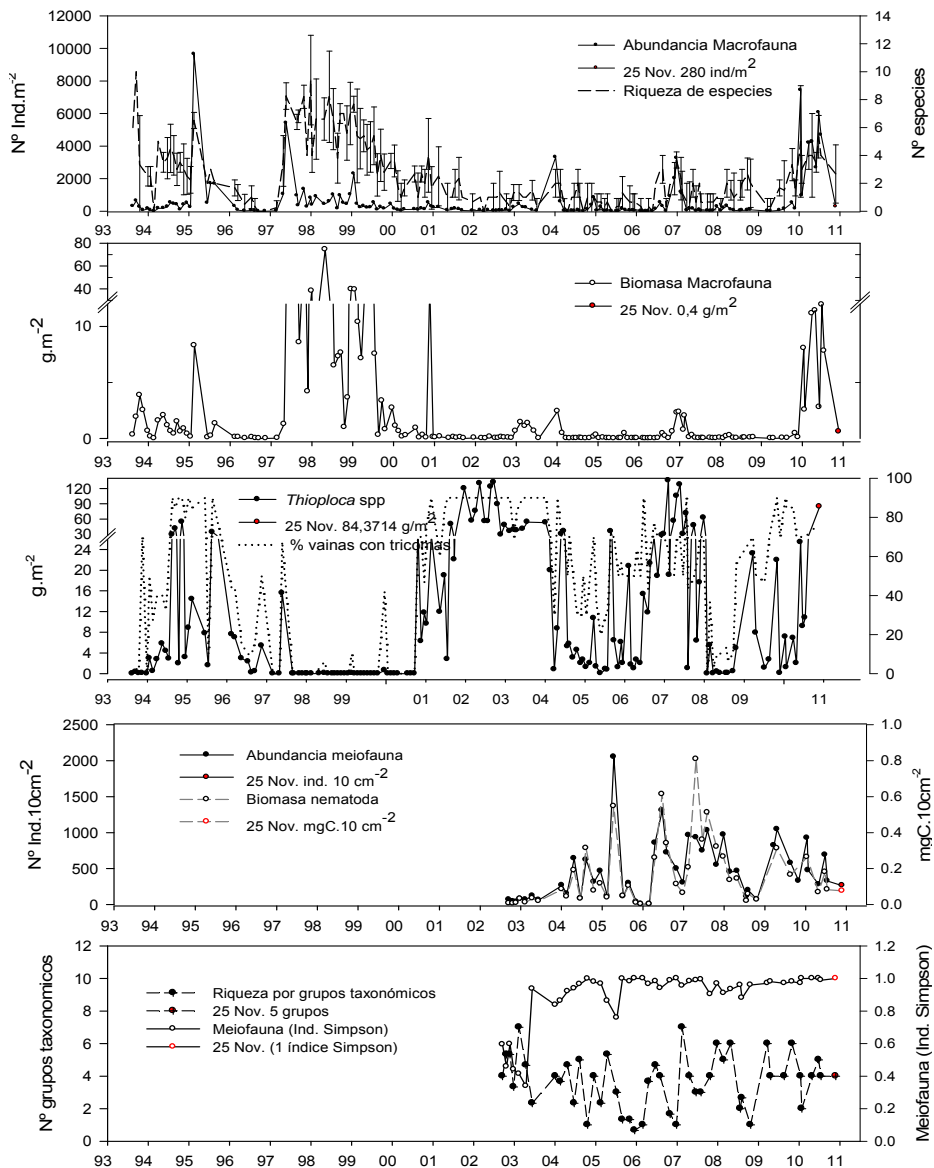 12000
10000
8000
6000
4000
2000
0
Nº Ind.m⁻²
14
12
10
8
6
4
2
0
Nº especies
Abundancia Macrofauna
25 Nov. 280 ind/m²
Riqueza de especies
93 94 95 96 97 98 99 00 01 02 03 04 05 06 07 08 09 10 11
80
60
40
10
0
g.m⁻²
Biomasa Macrofauna
25 Nov. 0,4 g/m²
93 94 95 96 97 98 99 00 01 02 03 04 05 06 07 08 09 10 11
120
90
60
30
24
20
16
12
8
4
0
g.m⁻²
100
80
60
40
20
0
Thioploca spp
25 Nov. 84,3714 g/m²
% vainas con tricomas
93 94 95 96 97 98 99 00 01 02 03 04 05 06 07 08 09 11
2500
2000
1500
1000
500
0
Nº Ind.10cm⁻²
1.0
0.8
0.6
0.4
0.2
0.0
mgC.10cm⁻²
Abundancia meiofauna
25 Nov. ind. 10 cm⁻²
Biomasa nematoda
25 Nov. mgC.10 cm⁻²
93 94 95 96 97 98 99 00 01 02 03 04 05 06 07 08 09 10 11
12
10
8
6
4
2
0
Nº grupos taxonomicos
1.2
1.0
0.8
0.6
0.4
0.2
0.0
Meiofauna (Ind. Simpson)
Riqueza por grupos taxonómicos
25 Nov. 5 grupos
Meiofauna (Ind. Simpson)
25 Nov. (1 índice Simpson)
93 94 95 96 97 98 99 00 01 02 03 04 05 06 07 08 09 10 11